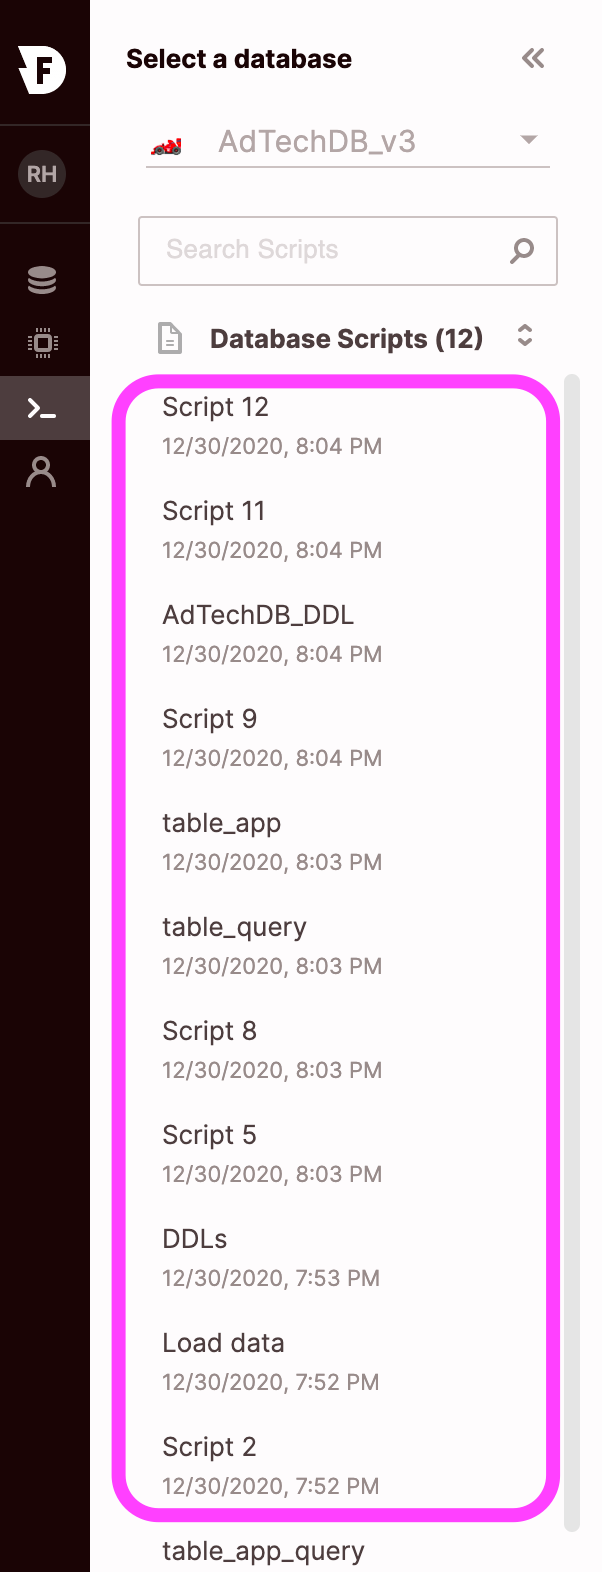 F
Select a database
RH
AdTechDB_v3
Search Scripts
Database Scripts (12)
Script 12
12/30/2020, 8:04 PM
Script 11
12/30/2020, 8:04 PM
AdTechDB_DDL
12/30/2020, 8:04 PM
Script 9
12/30/2020, 8:04 PM
table_app
12/30/2020, 8:03 PM
table_query
12/30/2020, 8:03 PM
Script 8
12/30/2020, 8:03 PM
Script 5
12/30/2020, 8:03 PM
DDLs
12/30/2020, 7:53 PM
Load data
12/30/2020, 7:52 PM
Script 2
12/30/2020, 7:52 PM
table_app_query